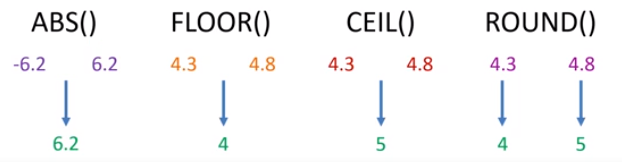 ABS() FLOOR() CEIL() ROUND()
-6.2 6.2 4.3 4.8 4.3 4.8 4.3 4.8
6.2 4 5 4 5